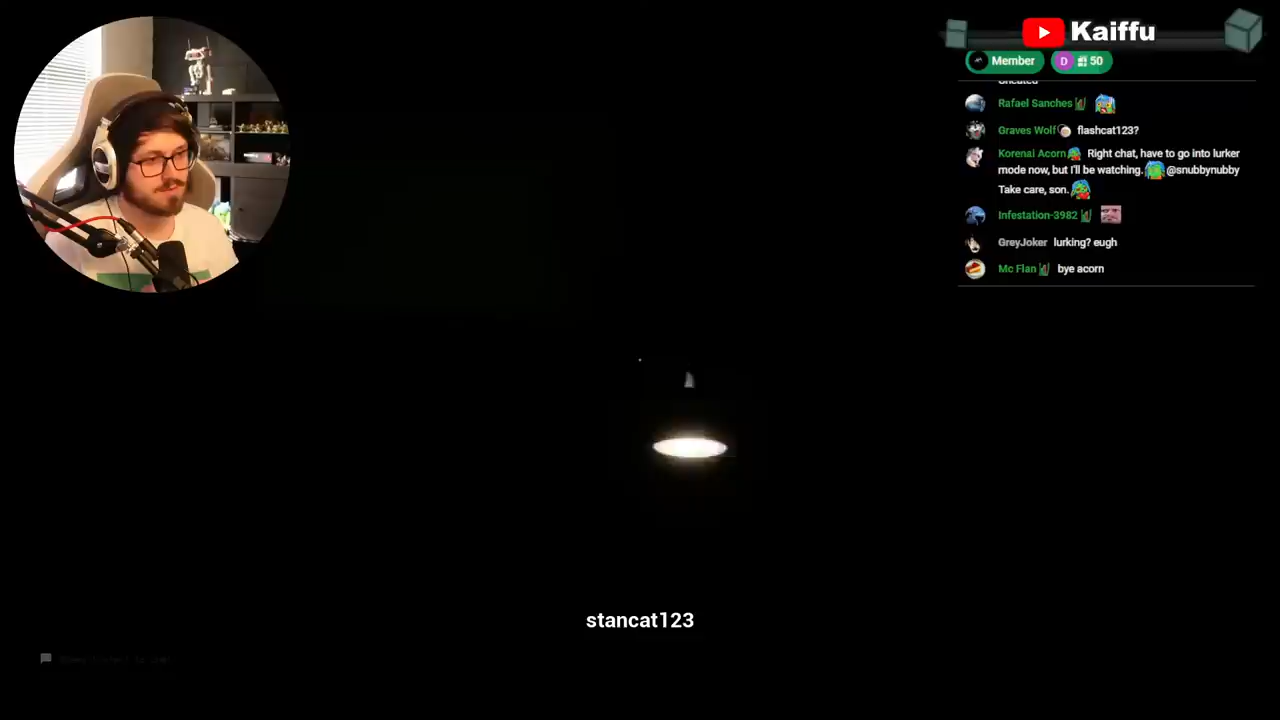 Kaiffu
Member
D 50
Rafael Sanches
Graves Wolf flashcat123?
Korenai Acorn Right chat, have to go into lurker
mode now, but I'll be watching. @snubbynubby
Take care, son.
Infestation-3982
GreyJoker lurking? eugh
Mc Flan bye acorn
stancat123